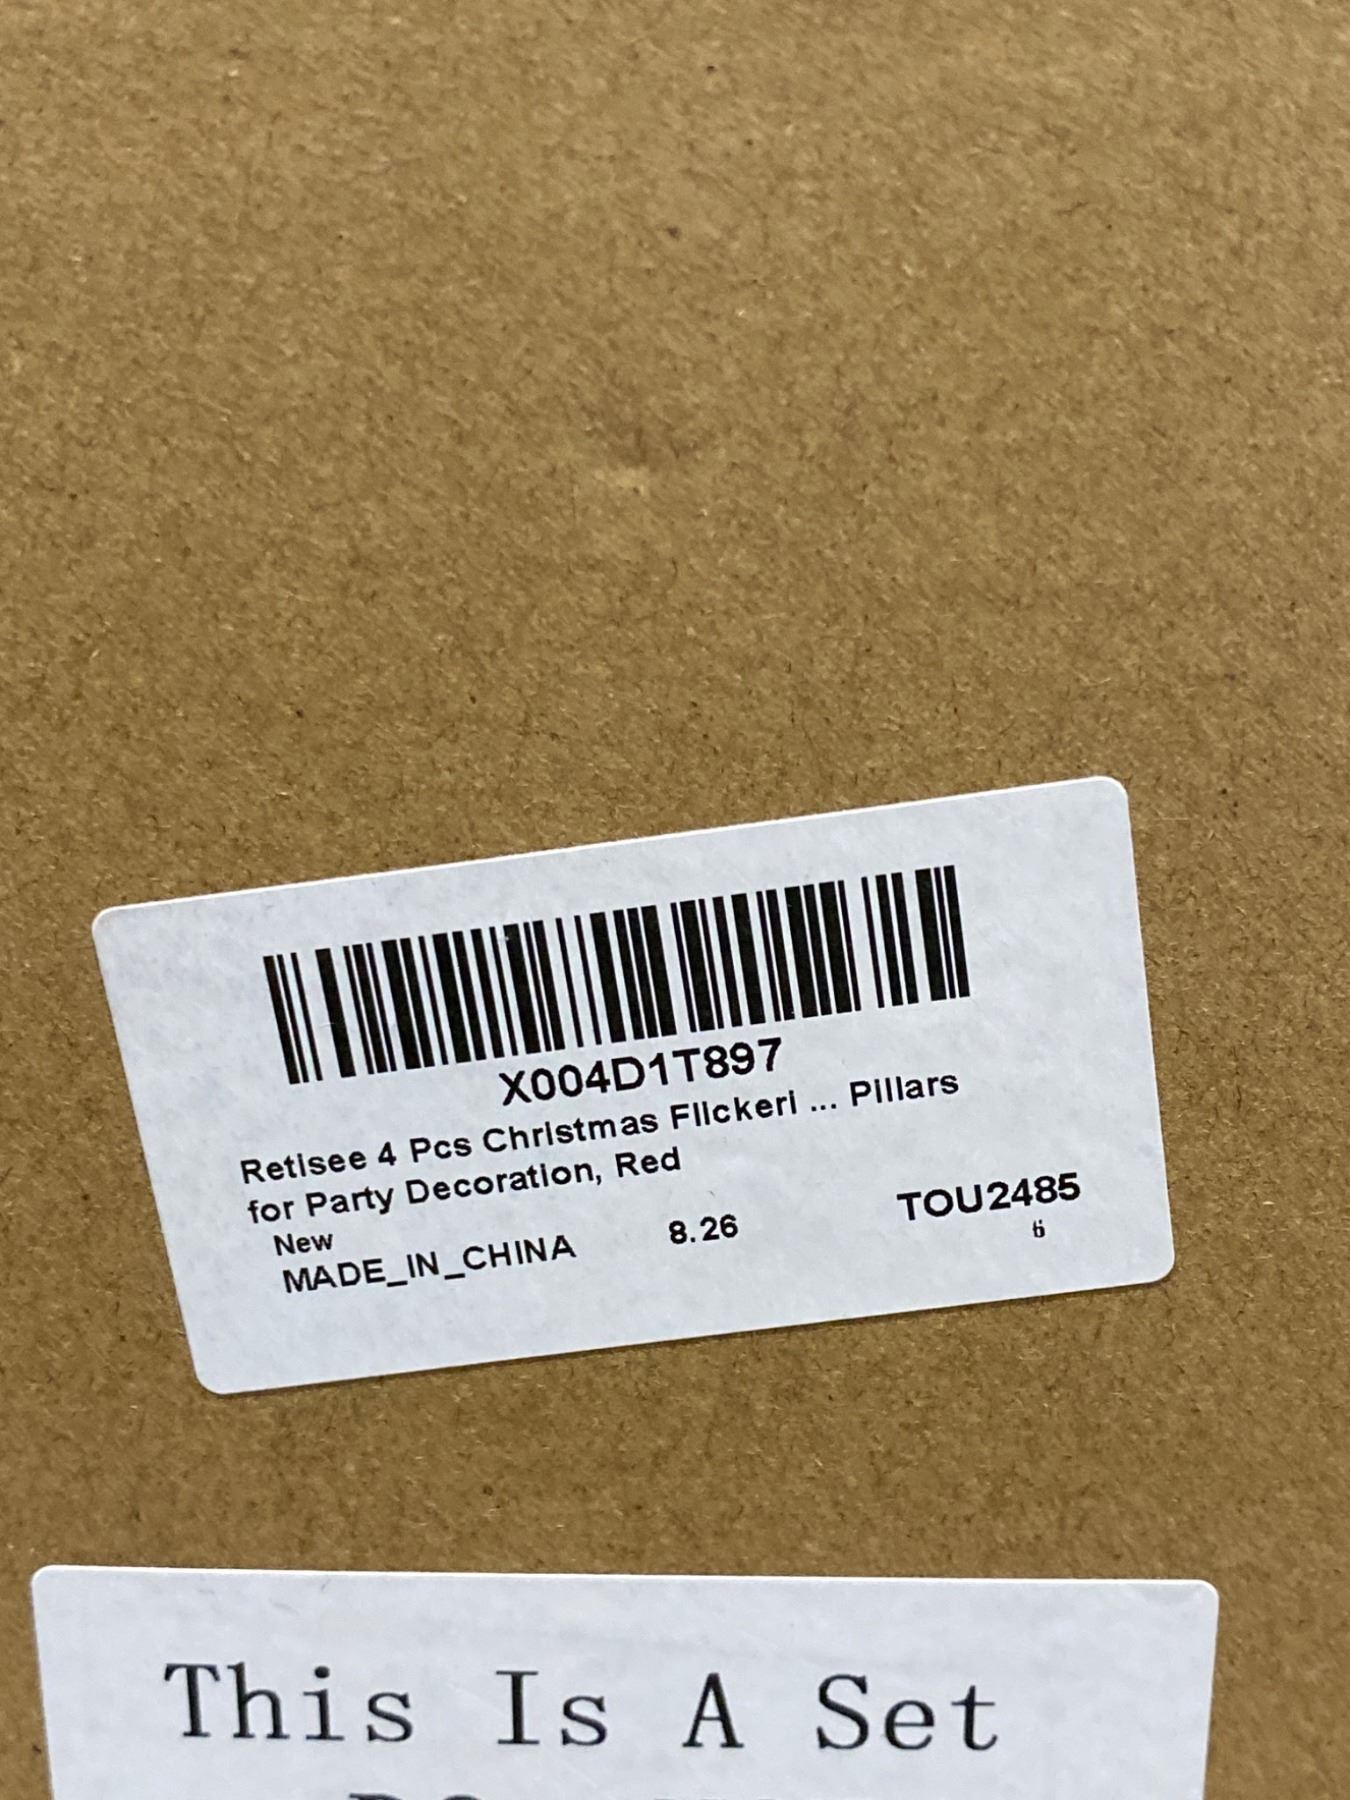 X004D1T897
Retisee 4 Pcs Christmas Flickeri ... Pillars
for Party Decoration, Red
New
MADE_IN_CHINA 8.26 TOU2485
6
This Is A Set